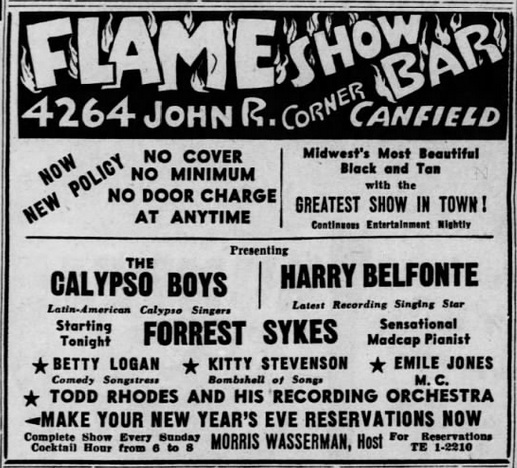 FLAME SHOW BAR
4264 JOHN R. CORNER CANFIELD
NOW
NEW POLICY
NO COVER
NO MINIMUM
NO DOOR CHARGE
AT ANYTIME
Midwest's Most Beautiful
Black and Tan
with the
GREATEST SHOW IN TOWN!
Continuous Entertainment Nightly
Presenting
THE
CALYPSO BOYS
Latin-American Calypso Singers
HARRY BELFONTE
Latest Recording Singing Star
Starting
Tonight
FORREST SYKES
Sensational
Madcap Pianist
★ BETTY LOGAN
Comedy Songstress
★ KITTY STEVENSON
Bombshell of Songs
★ EMILE JONES
M. C.
★ TODD RHODES AND HIS RECORDING ORCHESTRA
MAKE YOUR NEW YEAR'S EVE RESERVATIONS NOW
Complete Show Every Sunday
Cocktail Hour from 6 to 8
MORRIS WASSERMAN, Host
For Reservations
TE 1-2210